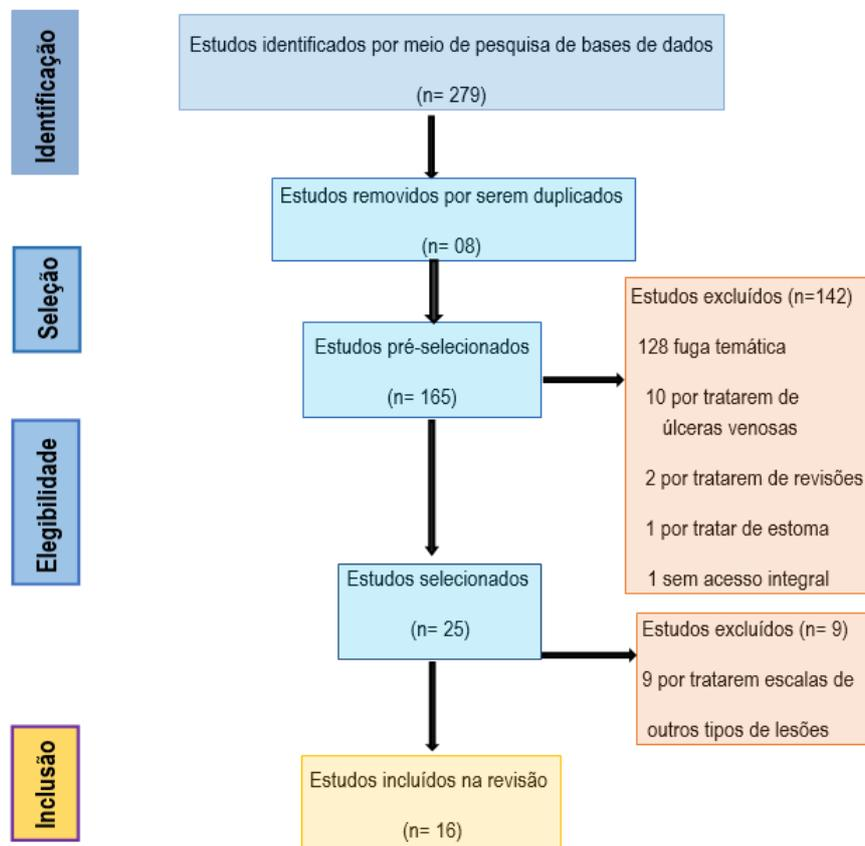 Identificação
Estudos identificados por meio de pesquisa de bases de dados
(n= 279)
Estudos removidos por serem duplicados
(n= 08)
Seleção
Estudos pré-selecionados
(n= 165)
Estudos excluídos (n=142)
128 fuga temática
10 por tratarem de
úlceras venosas
2 por tratarem de revisões
1 por tratar de estoma
1 sem acesso integral
Elegibilidade
Estudos selecionados
(n= 25)
Estudos excluídos (n= 9)
9 por tratarem escalas de
outros tipos de lesões
Inclusão
Estudos incluídos na revisão
(n= 16)